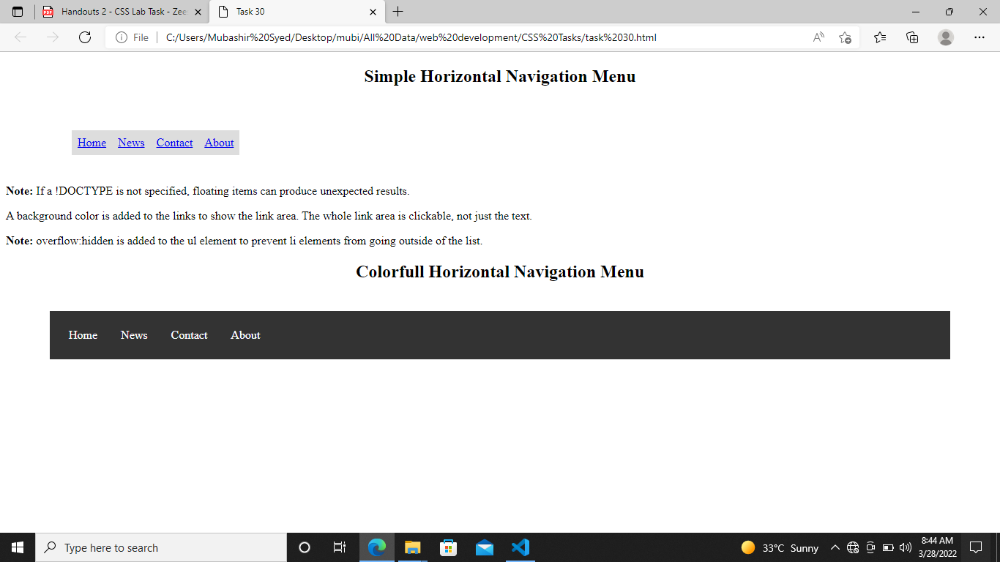 Handouts 2 - CSS Lab Task - Zee
Task 30
File
C:/Users/Mubashir%20Syed/Desktop/mubi/All%20Data/web%20development/CSS%20Tasks/task%2030.html
Simple Horizontal Navigation Menu
Home News Contact About
Note: If a !DOCTYPE is not specified, floating items can produce unexpected results.
A background color is added to the links to show the link area. The whole link area is clickable, not just the text.
Note: overflow:hidden is added to the ul element to prevent li elements from going outside of the list.
Colorfull Horizontal Navigation Menu
Home News Contact About
Type here to search
33°C Sunny
8:44 AM
3/28/2022